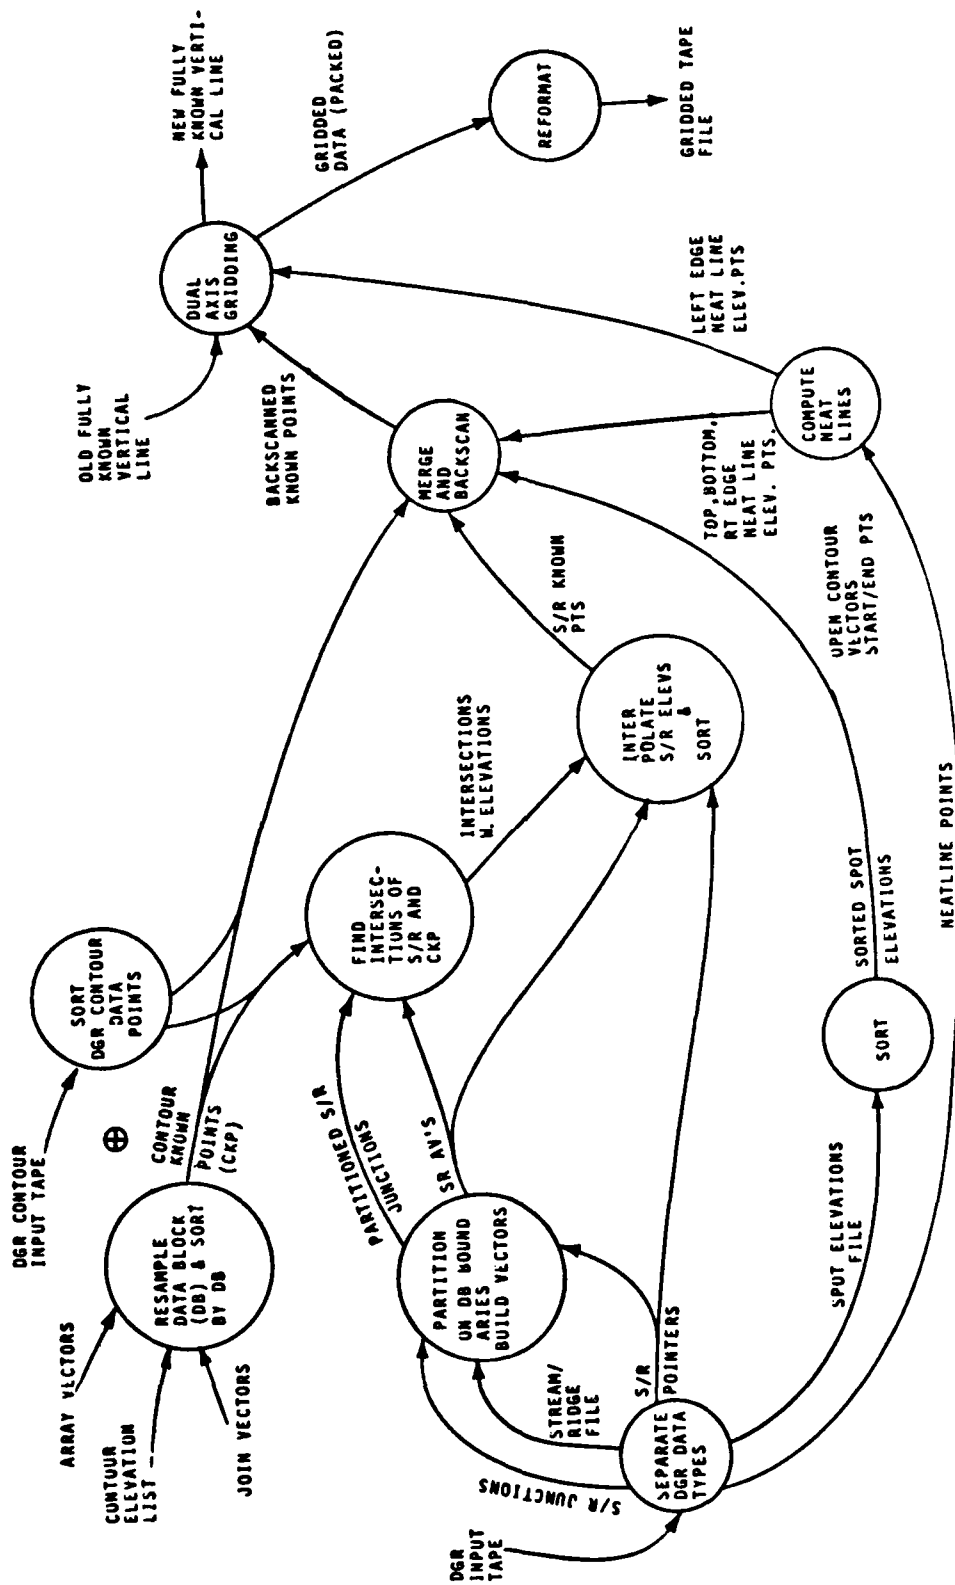 DGR CONTOUR
INPUT TAPE
SORT
DGR CONTOUR
DATA
POINTS
ARRAY VECTORS
CONTOUR
ELEVATION
LIST
JOIN VECTORS
RESAMPLE
DATA BLOCK
(DB) & SORT
BY DB
CONTOUR
KNOWN
POINTS
(CKP)
DGR
INPUT
TAPE
SEPARATE
DGR DATA
TYPES
S/R JUNCTIONS
STREAM/
RIDGE
FILE
S/R
POINTERS
PARTITION
ON DB BOUND
ARIES
BUILD VECTORS
PARTITIONED S/R
JUNCTIONS
SR AV'S
FIND
INTERSEC-
TIONS OF
S/R AND
CKP
INTERSECTIONS
W. ELEVATIONS
INTER
POLATE
S/R ELEVS
&
SORT
S/R KNOWN
PTS
SPOT ELEVATIONS
FILE
SORT
SORTED SPOT
ELEVATIONS
NEATLINE POINTS
OPEN CONTOUR
VECTORS
START/END PTS
COMPUTE
NEAT
LINES
TOP,BOTTOM,
RT EDGE
NEAT LINE
ELEV. PTS.
LEFT EDGE
NEAT LINE
ELEV.PTS
MERGE
AND
BACKSCAN
BACKSCANNED
KNOWN POINTS
OLD FULLY
KNOWN
VERTICAL
LINE
DUAL
AXIS
GRIDDING
NEW FULLY
KNOWN VERTI-
CAL LINE
GRIDDED
DATA (PACKED)
REFORMAT
GRIDDED TAPE
FILE